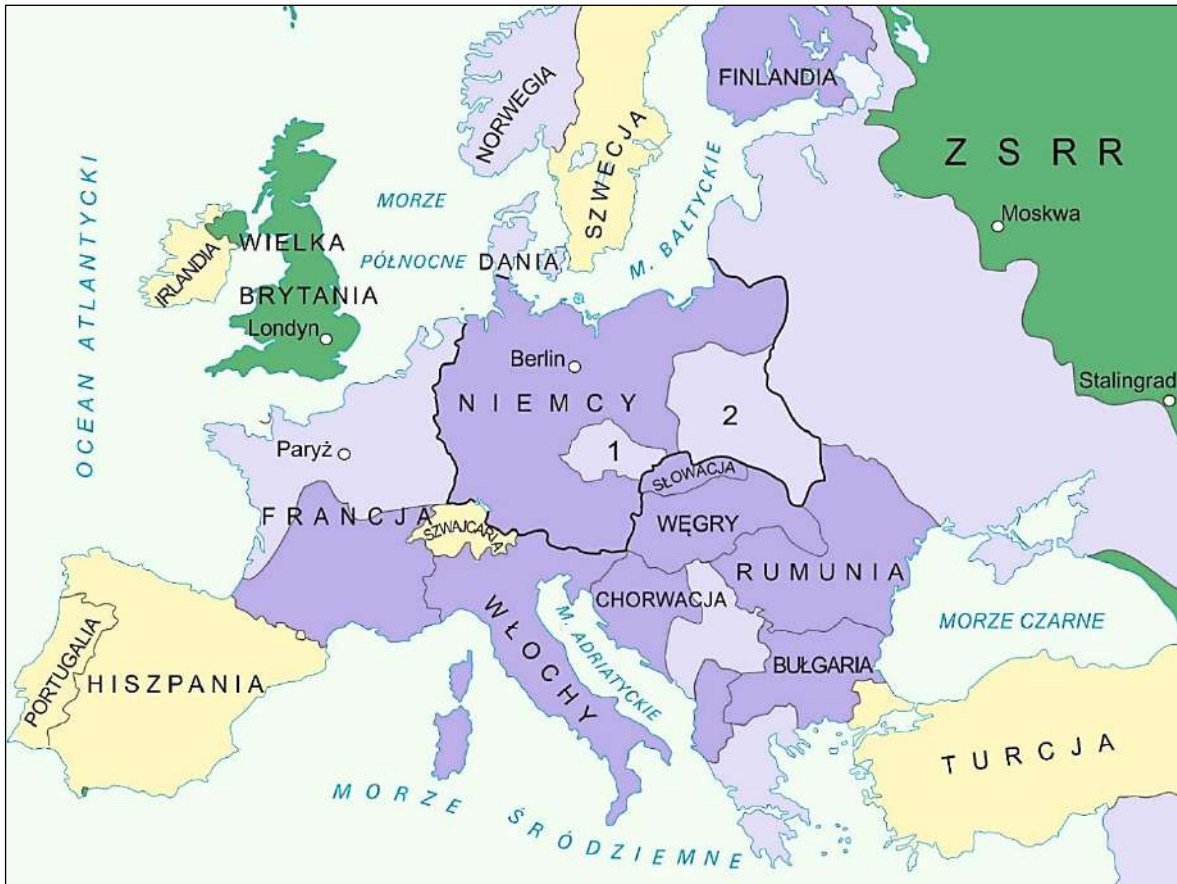 FINLANDIA
NORWEGIA
SZWECJA
Z S R R
Moskwa
OCEAN ATLANTYCKI
MORZE
PÓŁNOCNE
M. BAŁTYCKIE
DANIA
IRLANDIA
WIELKA
BRYTANIA
Londyn
Berlin
NIEMCY
1
2
Stalingrad
Paryż
SŁOWACJA
FRANCJA
SZWAJCARIA
WĘGRY
RUMUNIA
CHORWACJA
WŁOCHY
M. ADRIATYCKIE
MORZE CZARNE
BUŁGARIA
PORTUGALIA
HISZPANIA
TURCJA
MORZE ŚRÓDZIEMNE